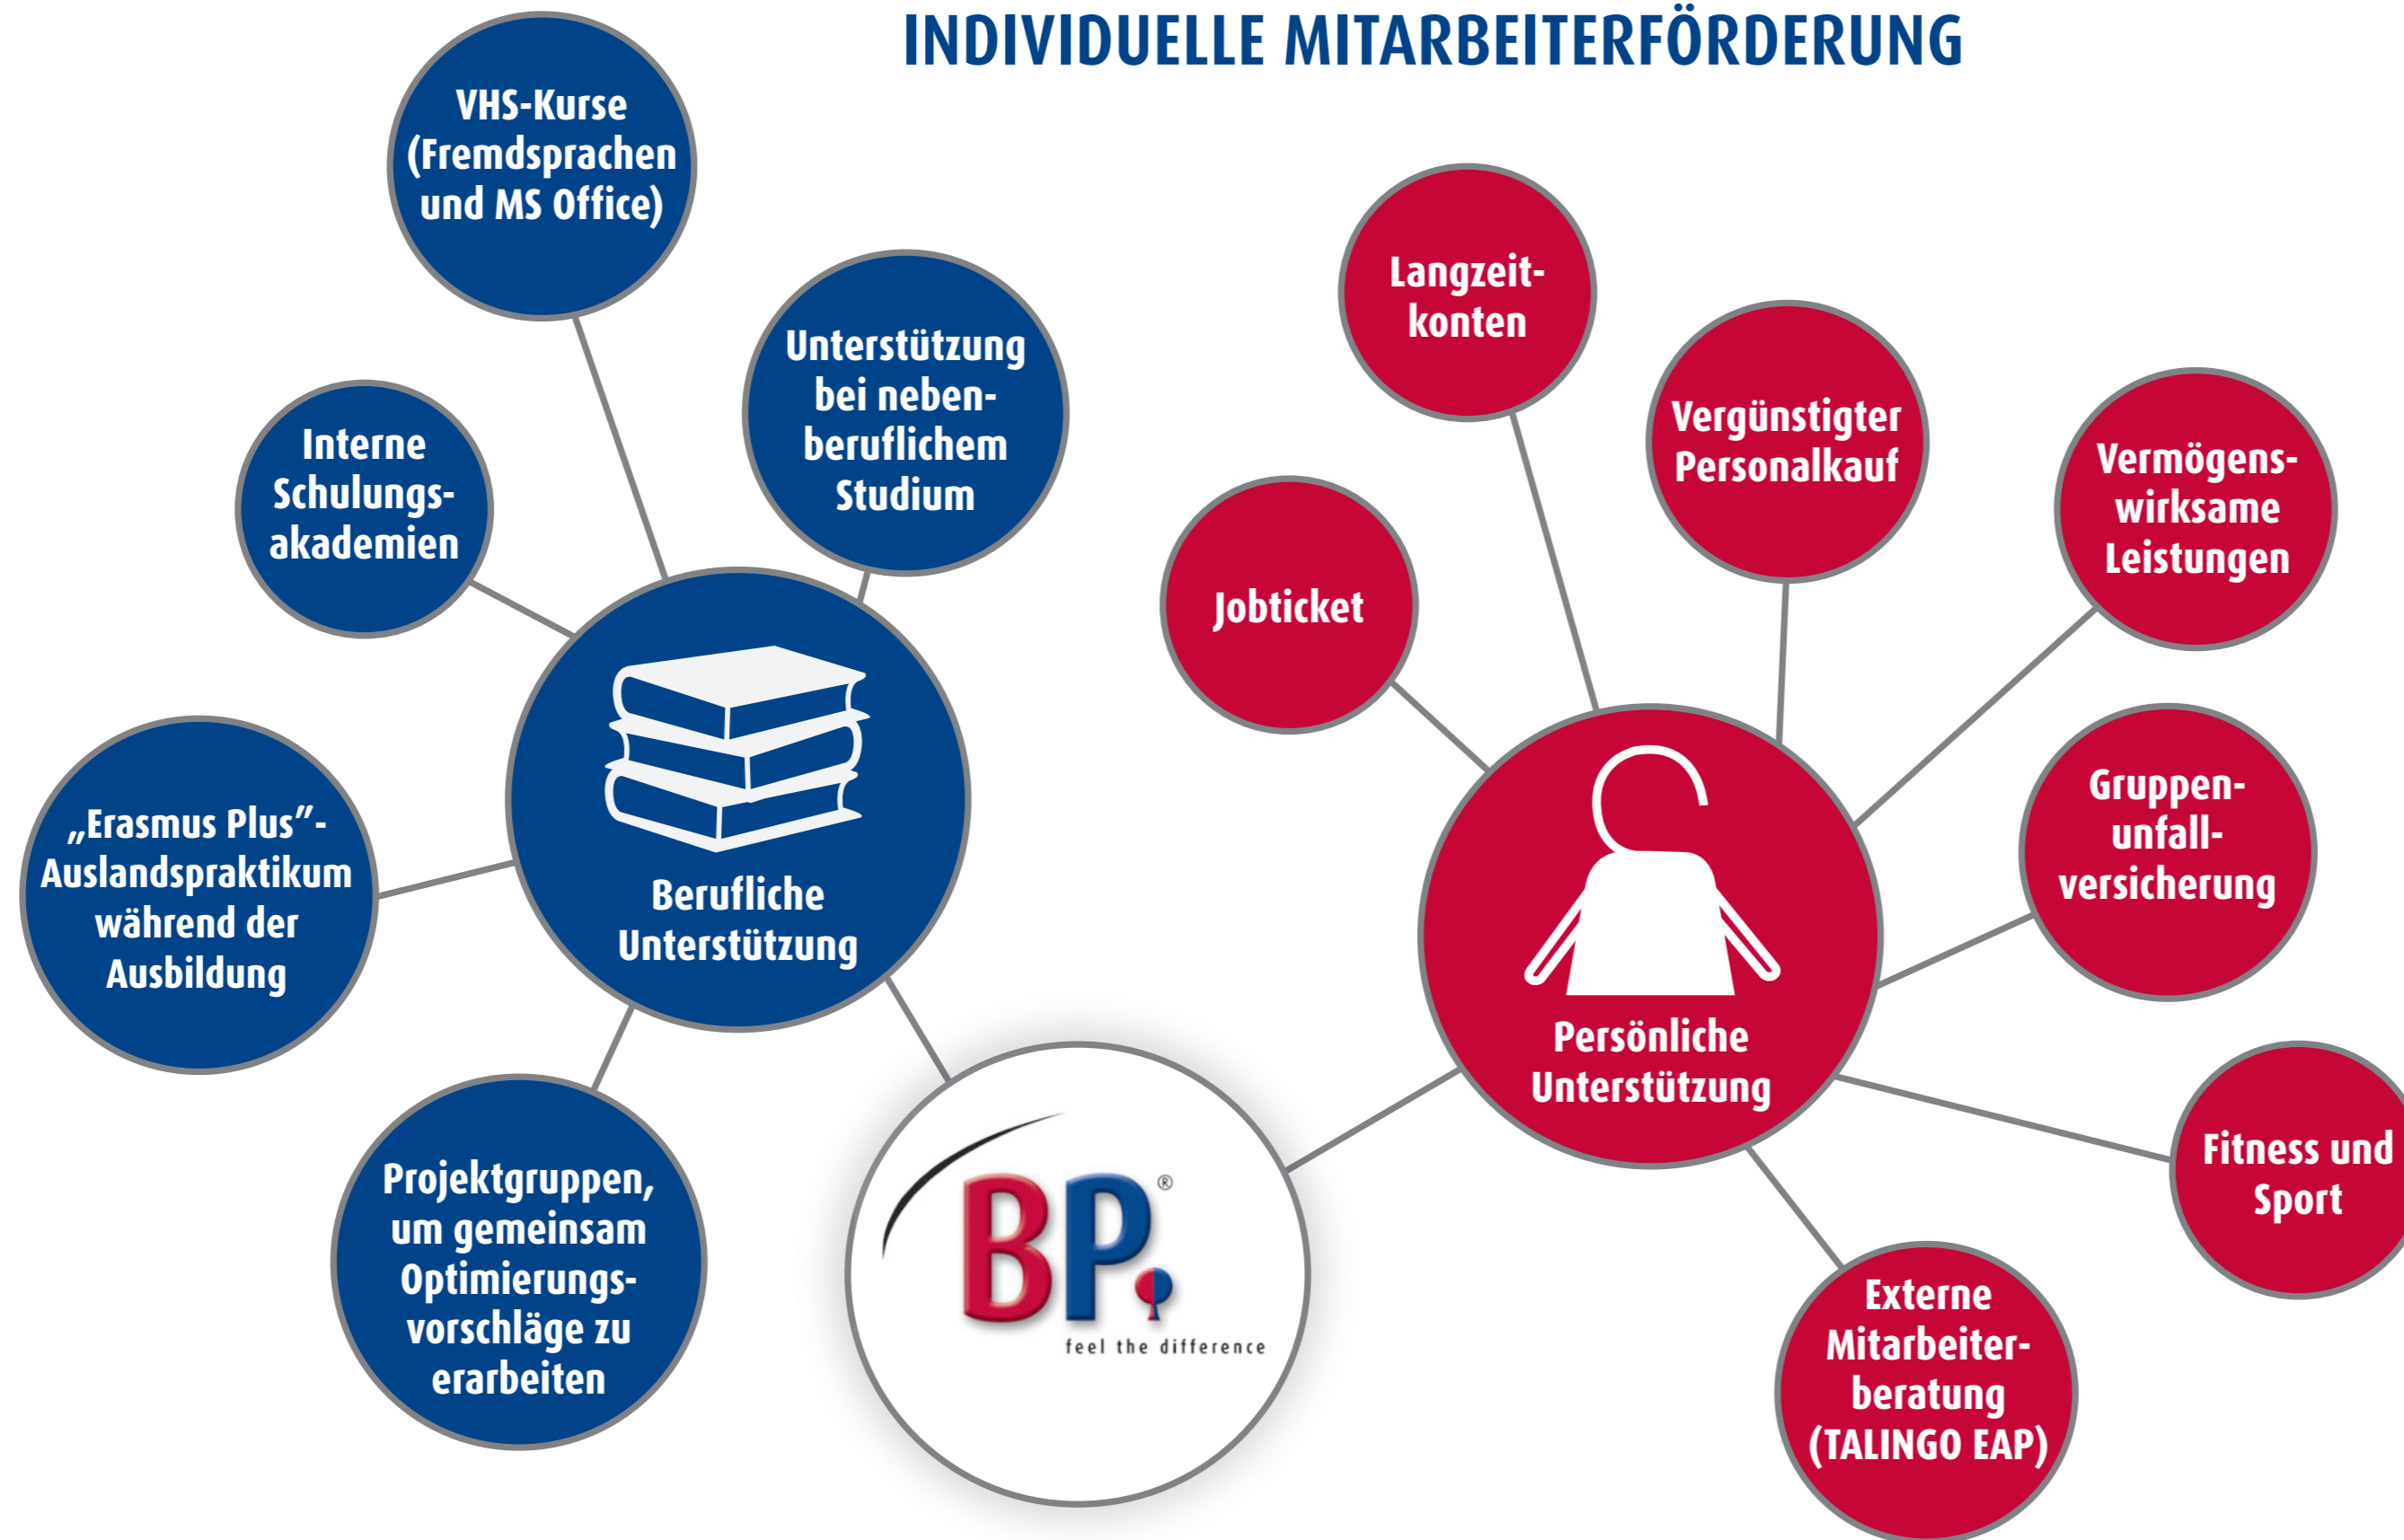 INDIVIDUELLE MITARBEITERFÖRDERUNG
VHS-Kurse
(Fremdsprachen
und MS Office)
Unterstützung
bei neben-
beruflichem
Studium
Interne
Schulungs-
akademien
„Erasmus Plus”-
Auslandspraktikum
während der
Ausbildung
Berufliche
Unterstützung
Projektgruppen,
um gemeinsam
Optimierungs-
vorschläge zu
erarbeiten
BP®
feel the difference
Langzeit-
konten
Vergünstigter
Personalkauf
Vermögens-
wirksame
Leistungen
Jobticket
Gruppen-
unfall-
versicherung
Persönliche
Unterstützung
Fitness und
Sport
Externe
Mitarbeiter-
beratung
(TALINGO EAP)